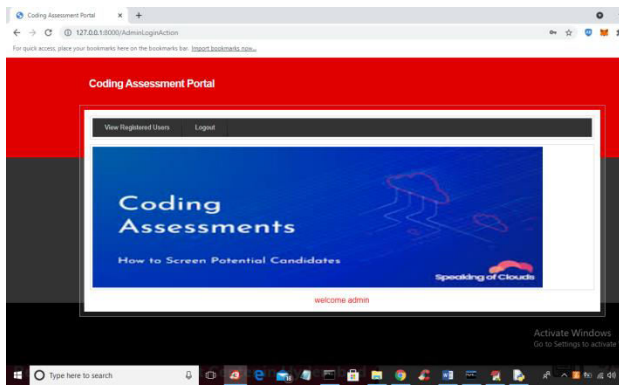 Coding Assessment Portal
127.0.0.1:8000/AdminLoginAction
For quick access, place your bookmarks here on the bookmarks bar. Import bookmarks now...
Coding Assessment Portal
View Registered Users Logout
Coding
Assessments
How to Screen Potential Candidates
Speaking of Clouds
welcome admin
Activate Windows
Go to Settings to activate
Type here to search